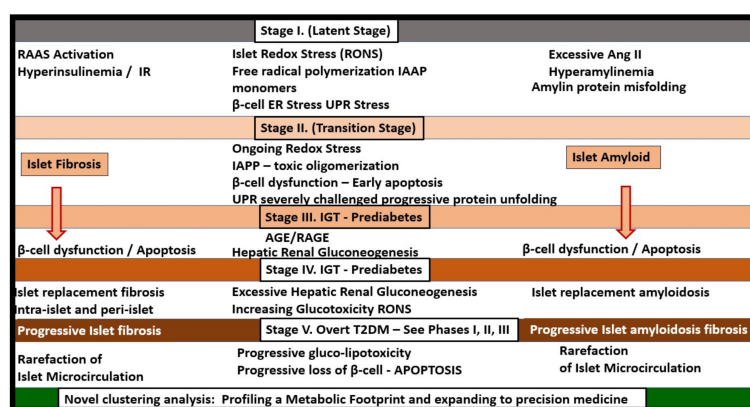 Stage I. (Latent Stage)
RAAS Activation
Hyperinsulinemia / IR
Islet Redox Stress (RONS)
Free radical polymerization IAAP
monomers
β-cell ER Stress UPR Stress
Excessive Ang II
Hyperamylinemia
Amylin protein misfolding
Stage II. (Transition Stage)
Islet Fibrosis
Ongoing Redox Stress
IAPP – toxic oligomerization
β-cell dysfunction – Early apoptosis
UPR severely challenged progressive protein unfolding
Islet Amyloid
Stage III. IGT - Prediabetes
β-cell dysfunction / Apoptosis
AGE/RAGE
Hepatic Renal Gluconeogenesis
β-cell dysfunction / Apoptosis
Stage IV. IGT - Prediabetes
Islet replacement fibrosis
Intra-islet and peri-islet
Excessive Hepatic Renal Gluconeogenesis
Increasing Glucotoxicity RONS
Islet replacement amyloidosis
Progressive Islet fibrosis
Stage V. Overt T2DM – See Phases I, II, III
Progressive Islet amyloidosis fibrosis
Rarefaction of
Islet Microcirculation
Progressive gluco-lipotoxicity
Progressive loss of β-cell - APOPTOSIS
Rarefaction
of Islet Microcirculation
Novel clustering analysis: Profiling a Metabolic Footprint and expanding to precision medicine